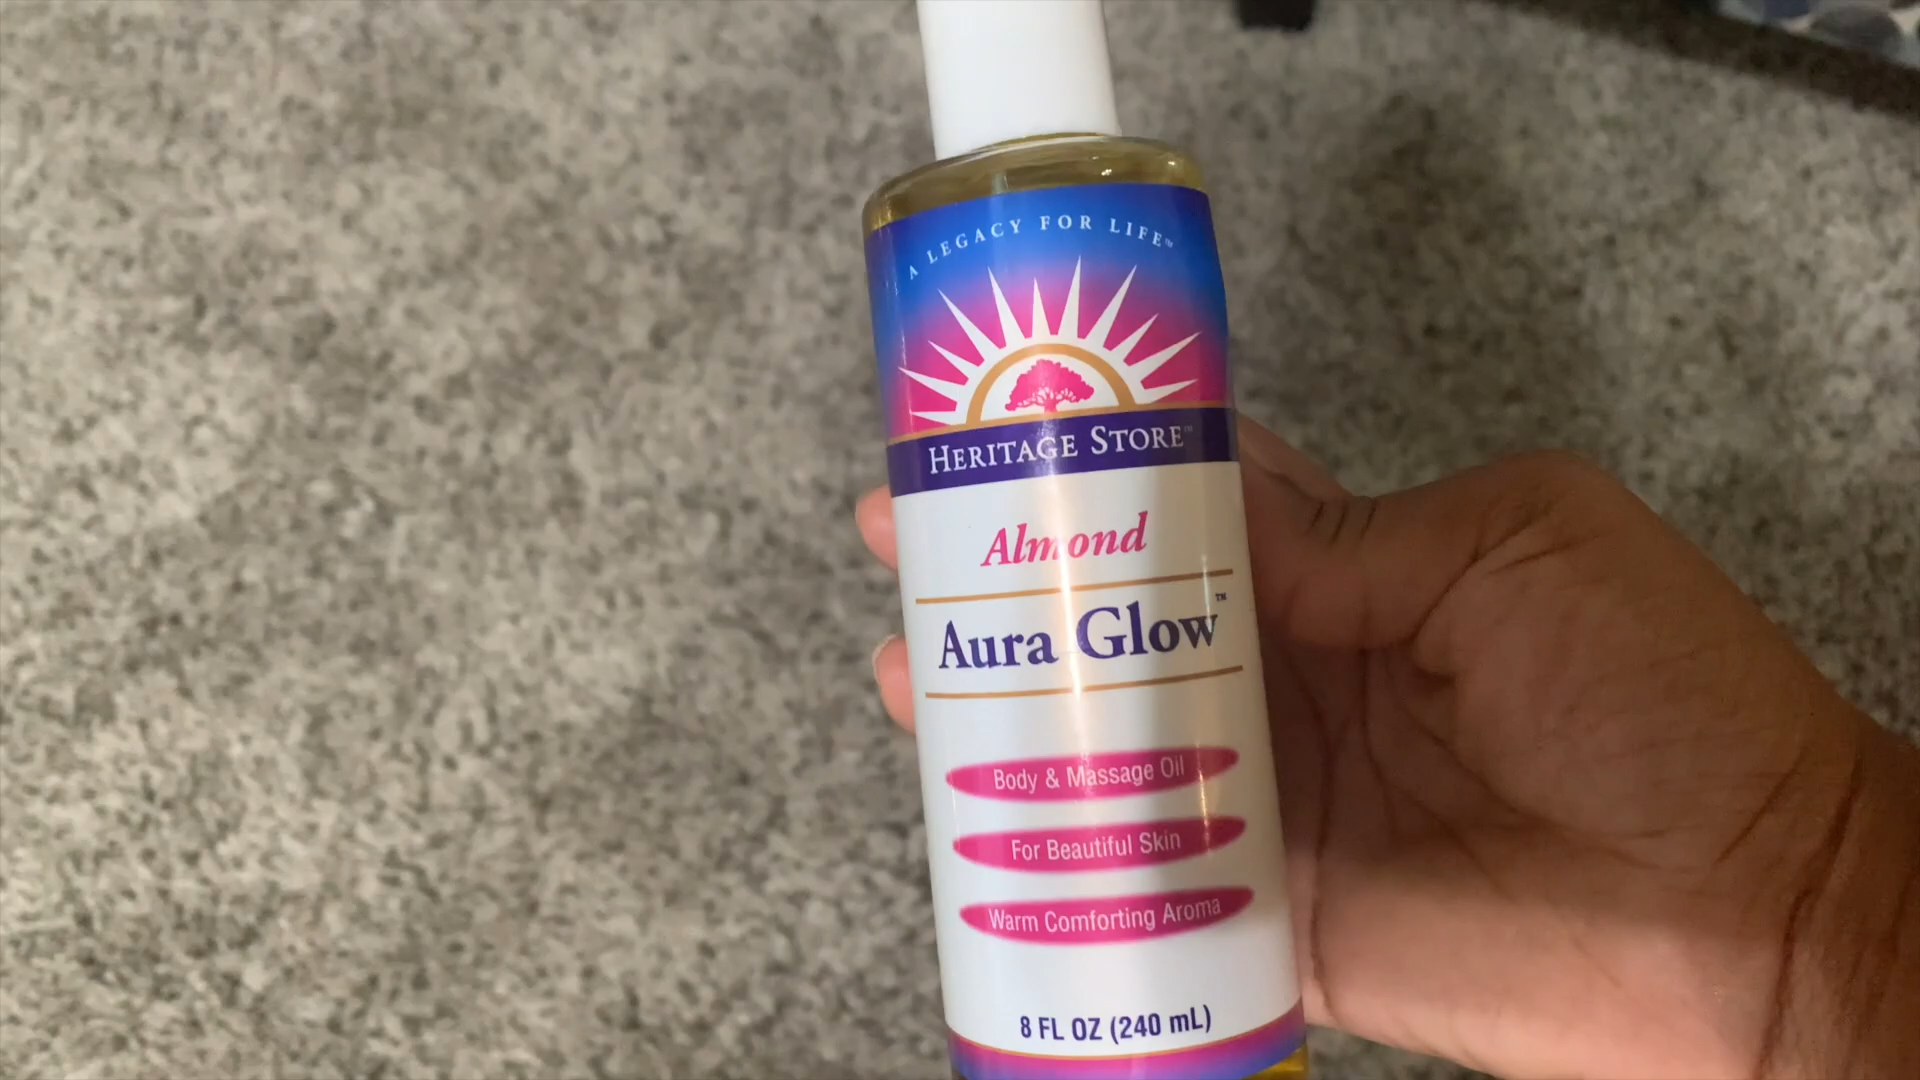 A LEGACY FOR LIFE™
HERITAGE STORE™
Almond
Aura Glow™
Body & Massage Oil
For Beautiful Skin
Warm Comforting Aroma
8 FL OZ (240 mL)